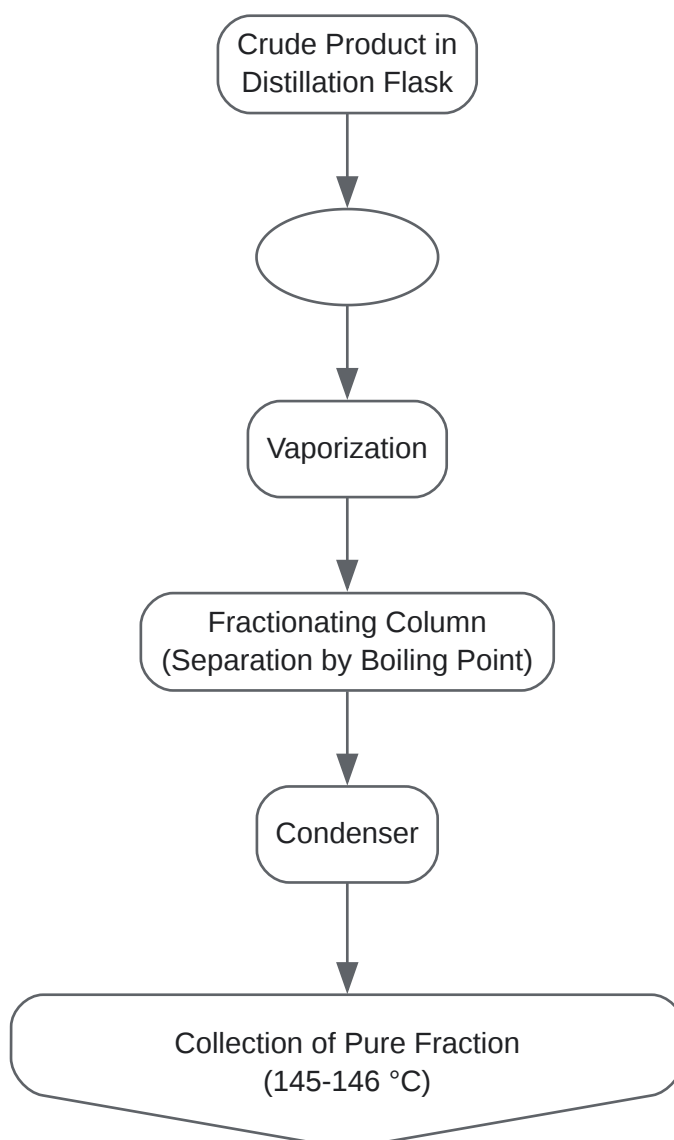 Crude Product in
Distillation Flask
Vaporization
Fractionating Column
(Separation by Boiling Point)
Condenser
Collection of Pure Fraction
(145-146 °C)